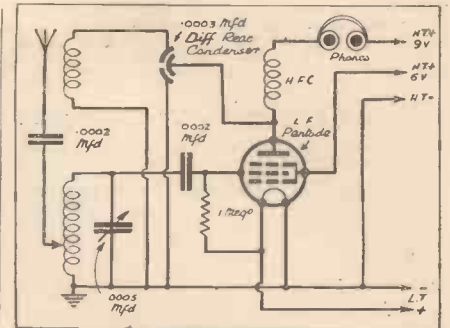 .0003 Mfd
Diff Reac
Condenser
HT+
9V
Phones
HT+
6V
HFC
HT-
.0002
Mfd
.0002
Mfd
LF
Pentode
1 Meg
.0005
Mfd
-
L.T
+